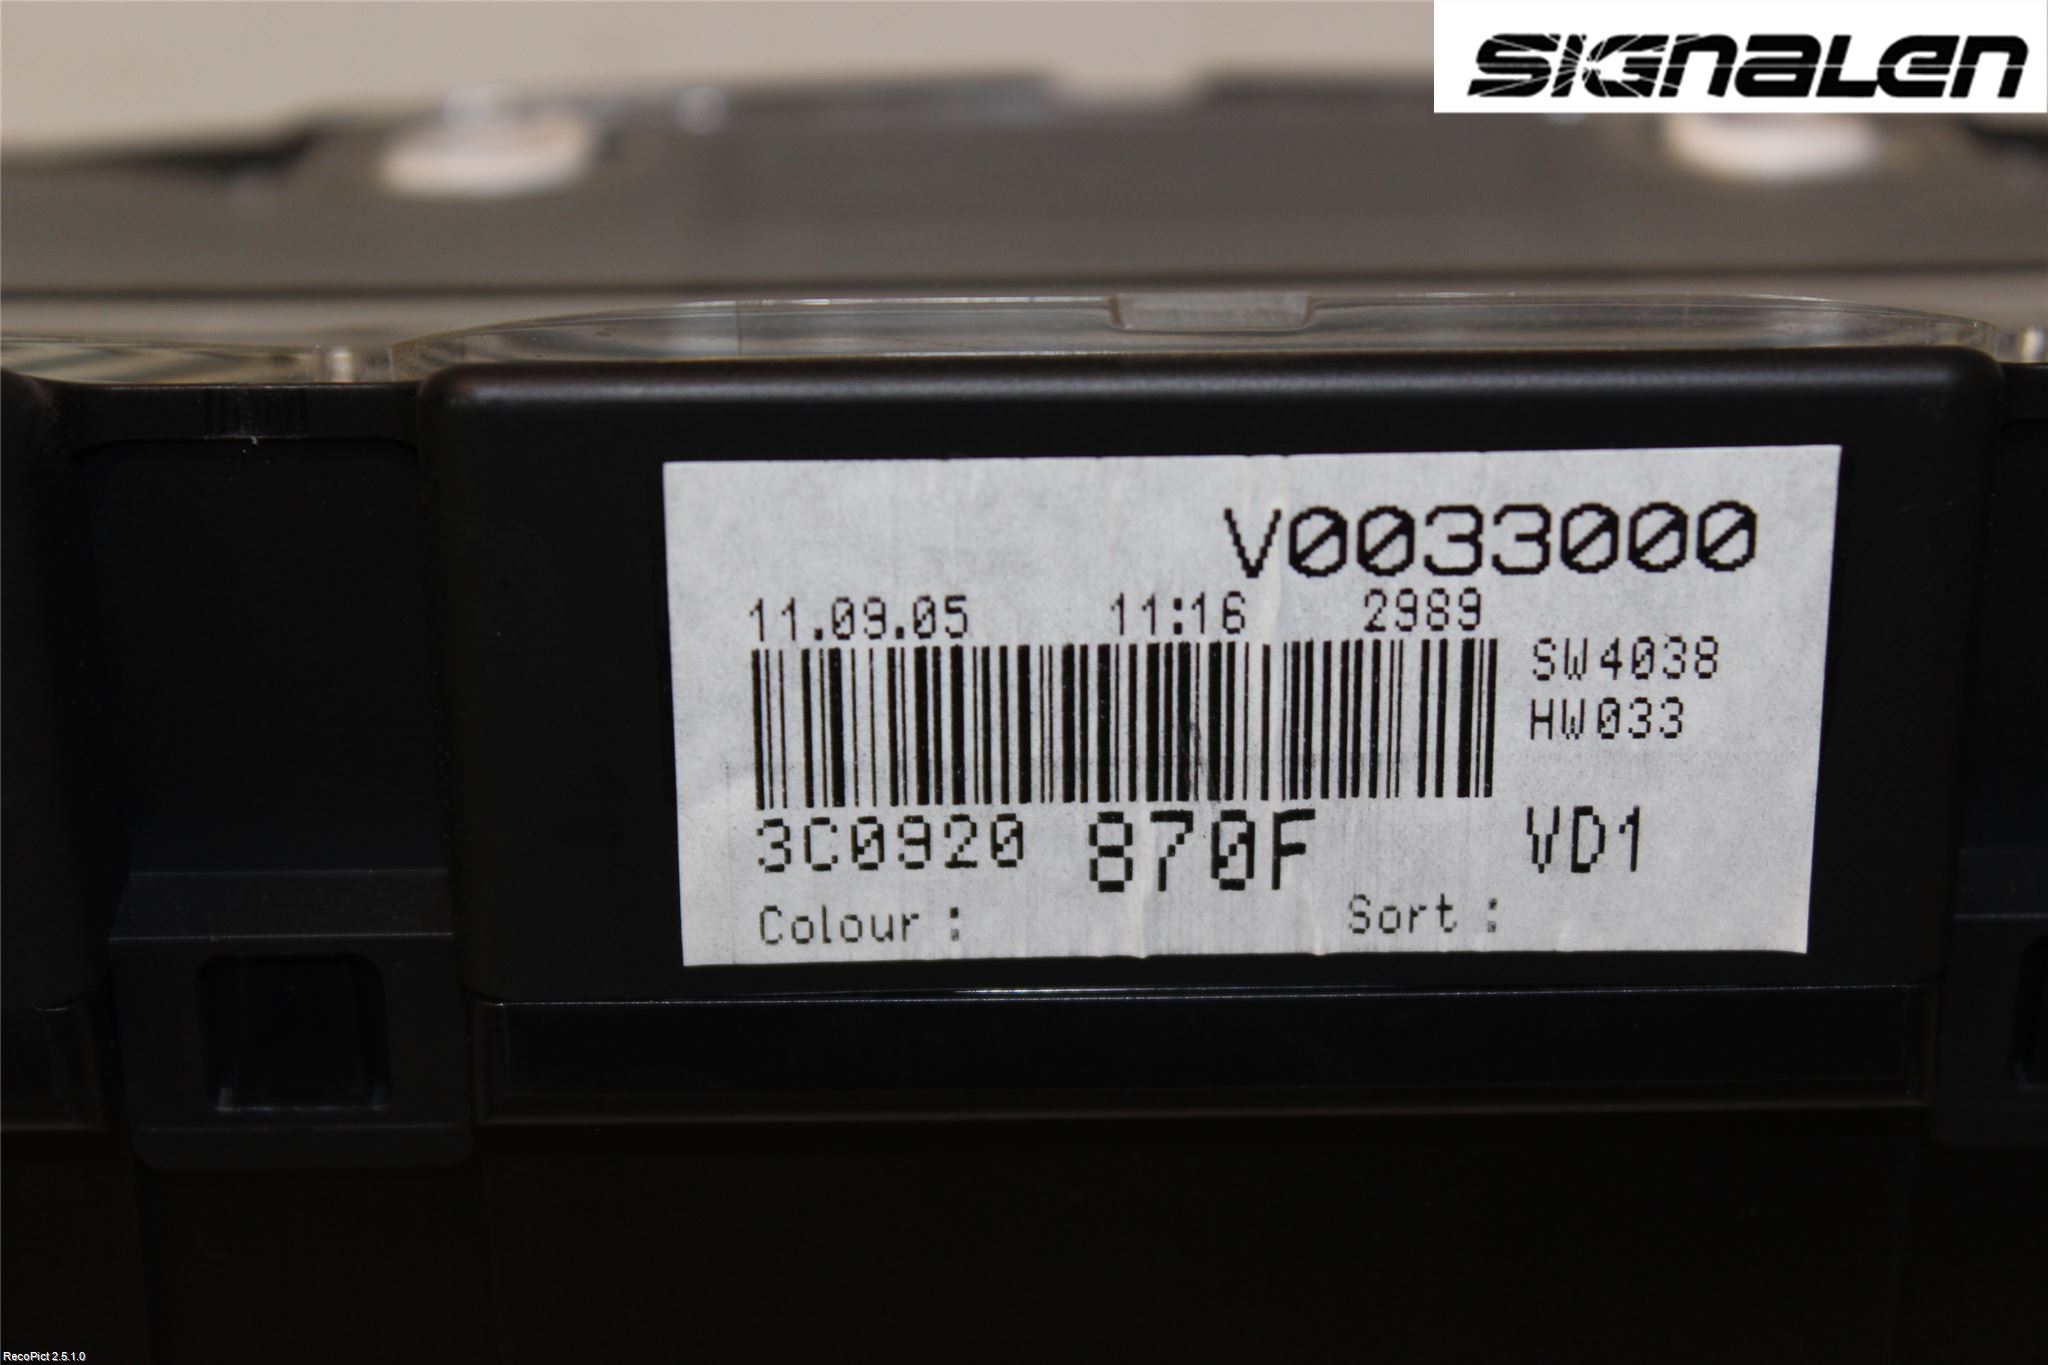 SIGNALEN
V0033000
11.09.05 11:16 2989
SW4038
HW033
3C0920 870F VD1
Colour : Sort :
RecoPict 2.5.1.0